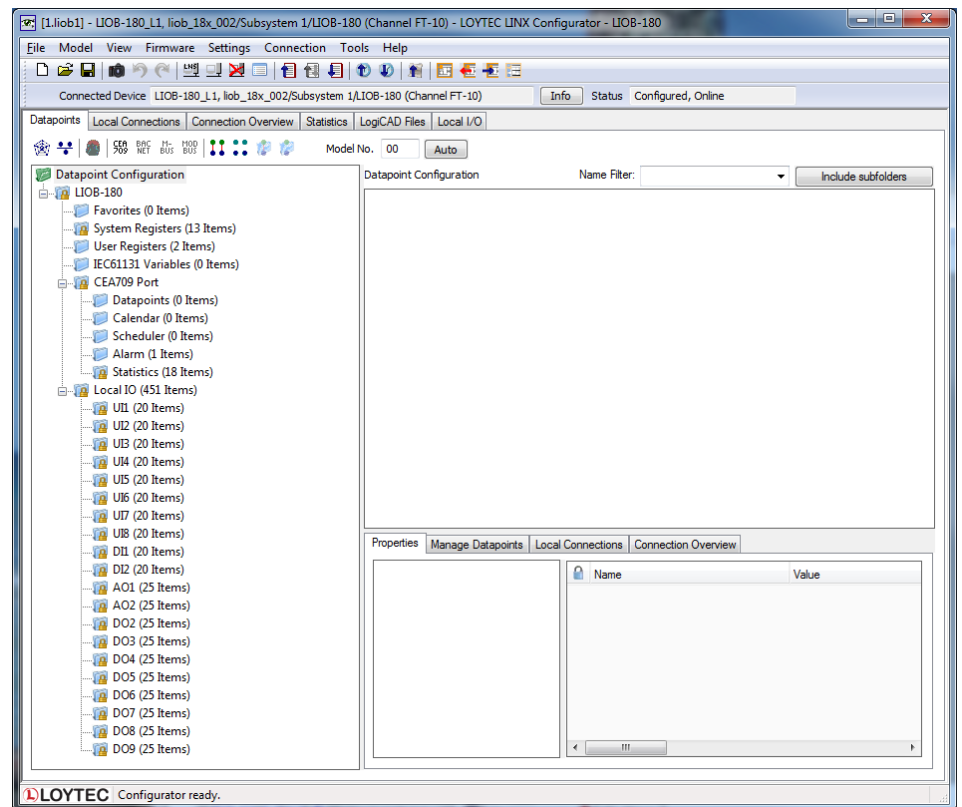 [1.liob1] - LIOB-180_L1, liob_18x_002/Subsystem 1/LIOB-180 (Channel FT-10) - LOYTEC LINX Configurator - LIOB-180
File Model View Firmware Settings Connection Tools Help
Connected Device LIOB-180_L1, liob_18x_002/Subsystem 1/LIOB-180 (Channel FT-10) Info Status Configured, Online
Datapoints Local Connections Connection Overview Statistics LogiCAD Files Local I/O
CEA 709 BAC NET M- BUS MOD BUS Model No. 00 Auto
Datapoint Configuration
LIOB-180
Favorites (0 Items)
System Registers (13 Items)
User Registers (2 Items)
IEC61131 Variables (0 Items)
CEA709 Port
Datapoints (0 Items)
Calendar (0 Items)
Scheduler (0 Items)
Alarm (1 Items)
Statistics (18 Items)
Local IO (451 Items)
UI1 (20 Items)
UI2 (20 Items)
UI3 (20 Items)
UI4 (20 Items)
UI5 (20 Items)
UI6 (20 Items)
UI7 (20 Items)
UI8 (20 Items)
DI1 (20 Items)
DI2 (20 Items)
AO1 (25 Items)
AO2 (25 Items)
DO2 (25 Items)
DO3 (25 Items)
DO4 (25 Items)
DO5 (25 Items)
DO6 (25 Items)
DO7 (25 Items)
DO8 (25 Items)
DO9 (25 Items)
Datapoint Configuration Name Filter: Include subfolders
Properties Manage Datapoints Local Connections Connection Overview
Name Value
LOYTEC Configurator ready.